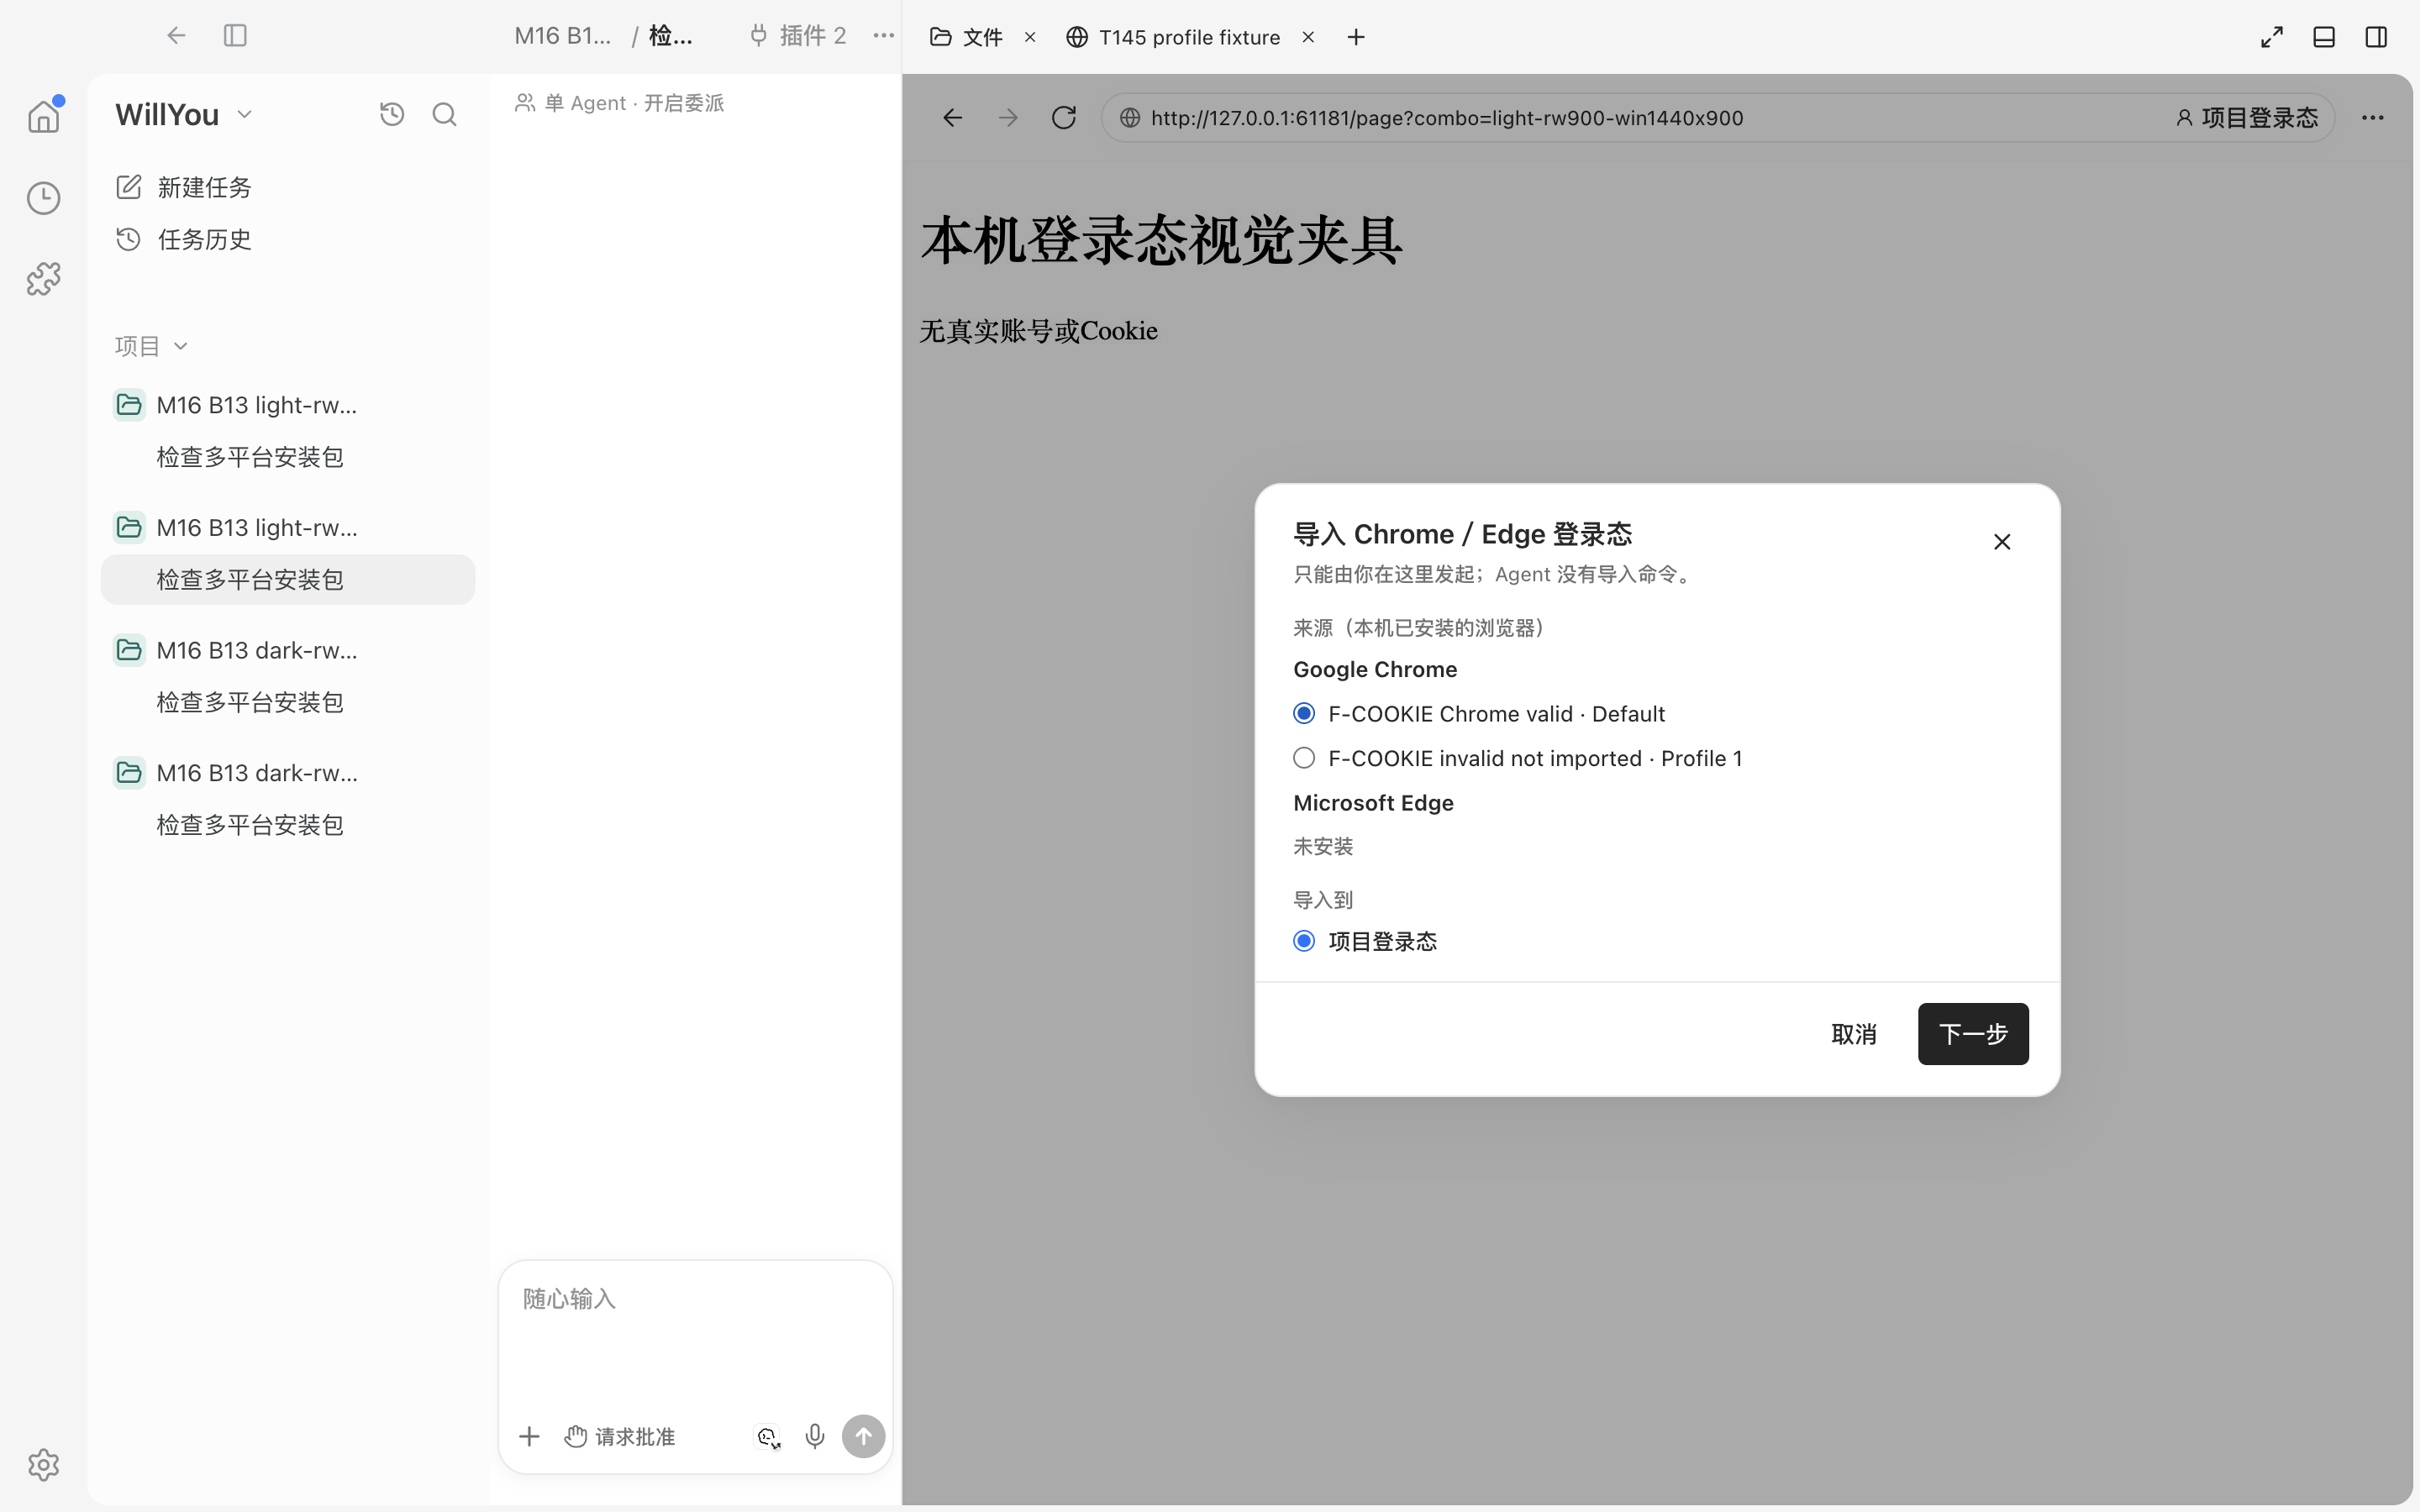 M16 B1... / 检...
插件 2
文件
T145 profile fixture
WillYou
单 Agent · 开启委派
http://127.0.0.1:61181/page?combo=light-rw900-win1440x900
项目登录态
新建任务
任务历史
项目
M16 B13 light-rw...
检查多平台安装包
M16 B13 light-rw...
检查多平台安装包
M16 B13 dark-rw...
检查多平台安装包
M16 B13 dark-rw...
检查多平台安装包
随心输入
请求批准
本机登录态视觉夹具
无真实账号或Cookie
导入 Chrome / Edge 登录态
只能由你在这里发起；Agent 没有导入命令。
来源（本机已安装的浏览器）
Google Chrome
F-COOKIE Chrome valid · Default
F-COOKIE invalid not imported · Profile 1
Microsoft Edge
未安装
导入到
项目登录态
取消
下一步